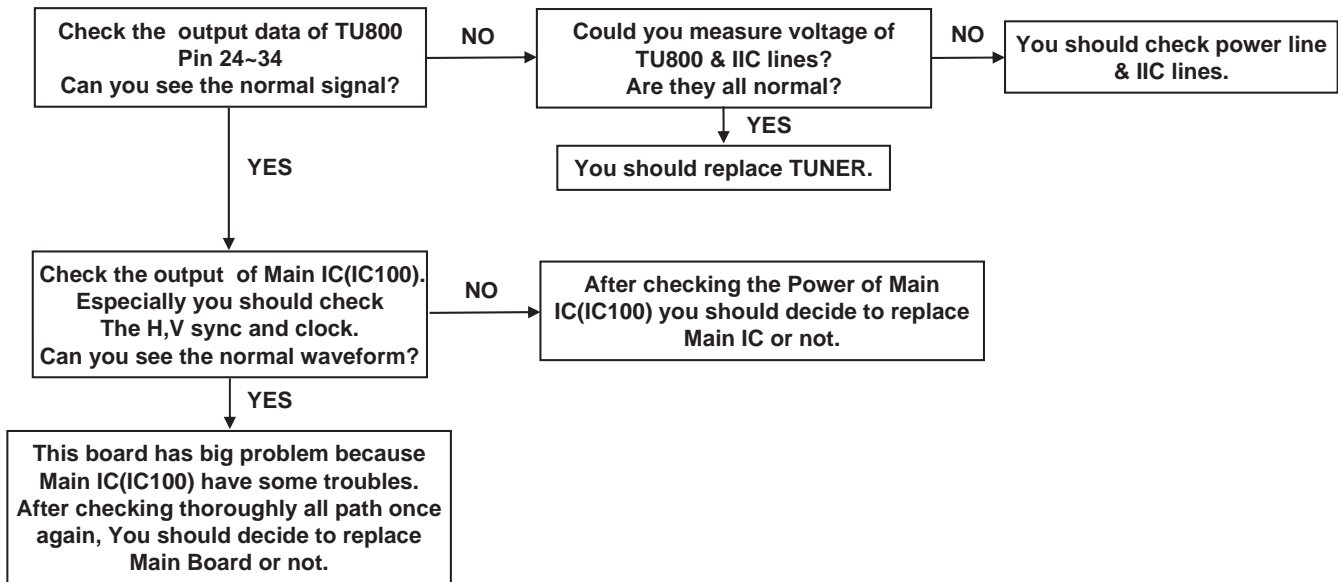 Check the output data of TU800
Pin 24~34
Can you see the normal signal?
NO
Could you measure voltage of
TU800 & IIC lines?
Are they all normal?
NO
You should check power line
& IIC lines.
YES
You should replace TUNER.
YES
Check the output of Main IC(IC100).
Especially you should check
The H,V sync and clock.
Can you see the normal waveform?
NO
After checking the Power of Main
IC(IC100) you should decide to replace
Main IC or not.
YES
This board has big problem because
Main IC(IC100) have some troubles.
After checking thoroughly all path once
again, You should decide to replace
Main Board or not.